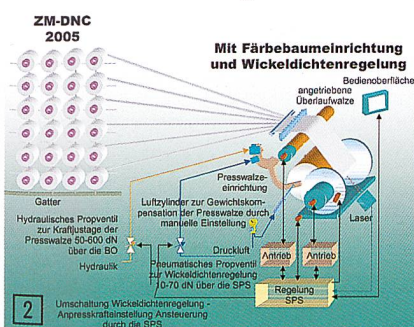 ZM-DNC
2005
Mit Färbebaumeinrichtung
und Wickeldichtenregelung
Bedienoberfläche
angetriebene
Überlaufwalze
Presswalze-
einrichtung
Gatter
Hydraulisches Propventil
zur Kraftjustage der
Presswalze 50-600 dN
über die BO
Hydraulik
Luftzylinder zur Gewichtskom-
pensation der Presswalze durch
manuelle Einstellung
Laser
Druckluft
Pneumatisches Propventil
zur Wickeldichtenregelung
10-70 dN über die SPS
Antrieb
Antrieb
Regelung
SPS
2
Umschaltung Wickeldichtenregelung -
Anpresskrafteinstellung Ansteuerung
durch die SPS